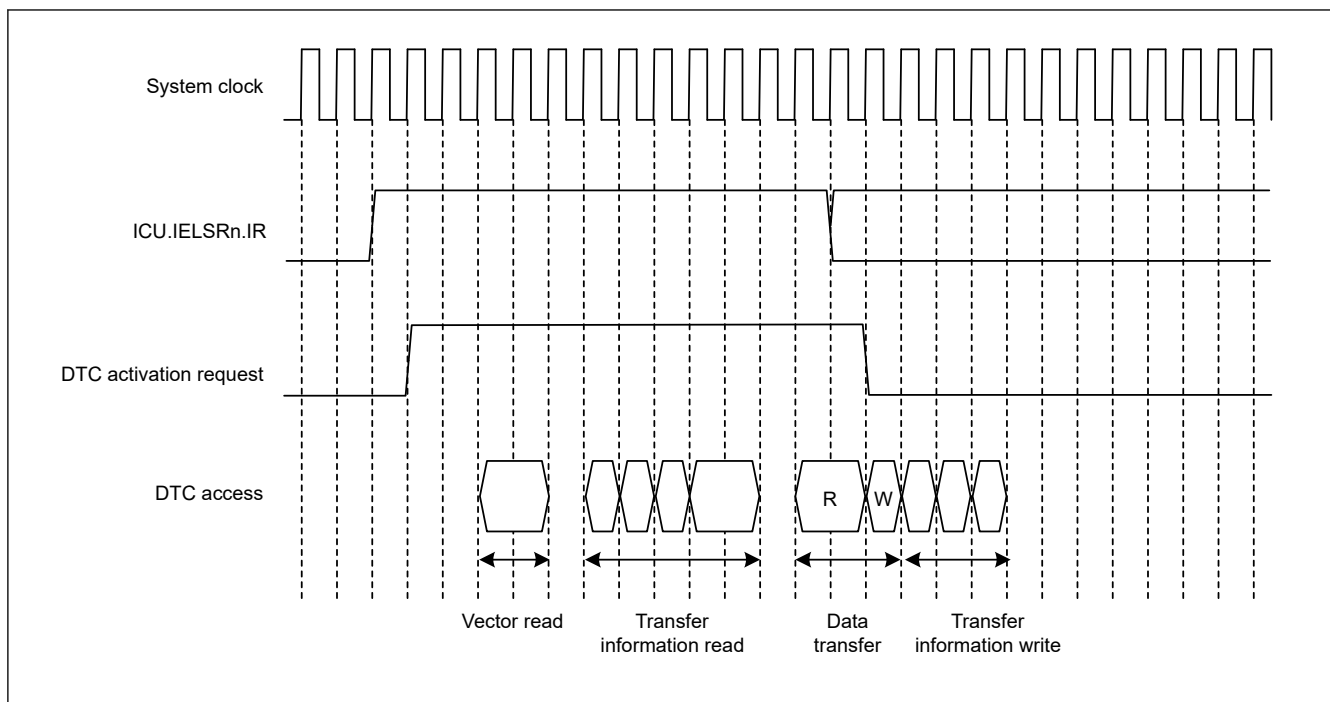 System clock
ICU.IELSRn.IR
DTC activation request
DTC access
R
W
Vector read
Transfer
information read
Data
transfer
Transfer
information write